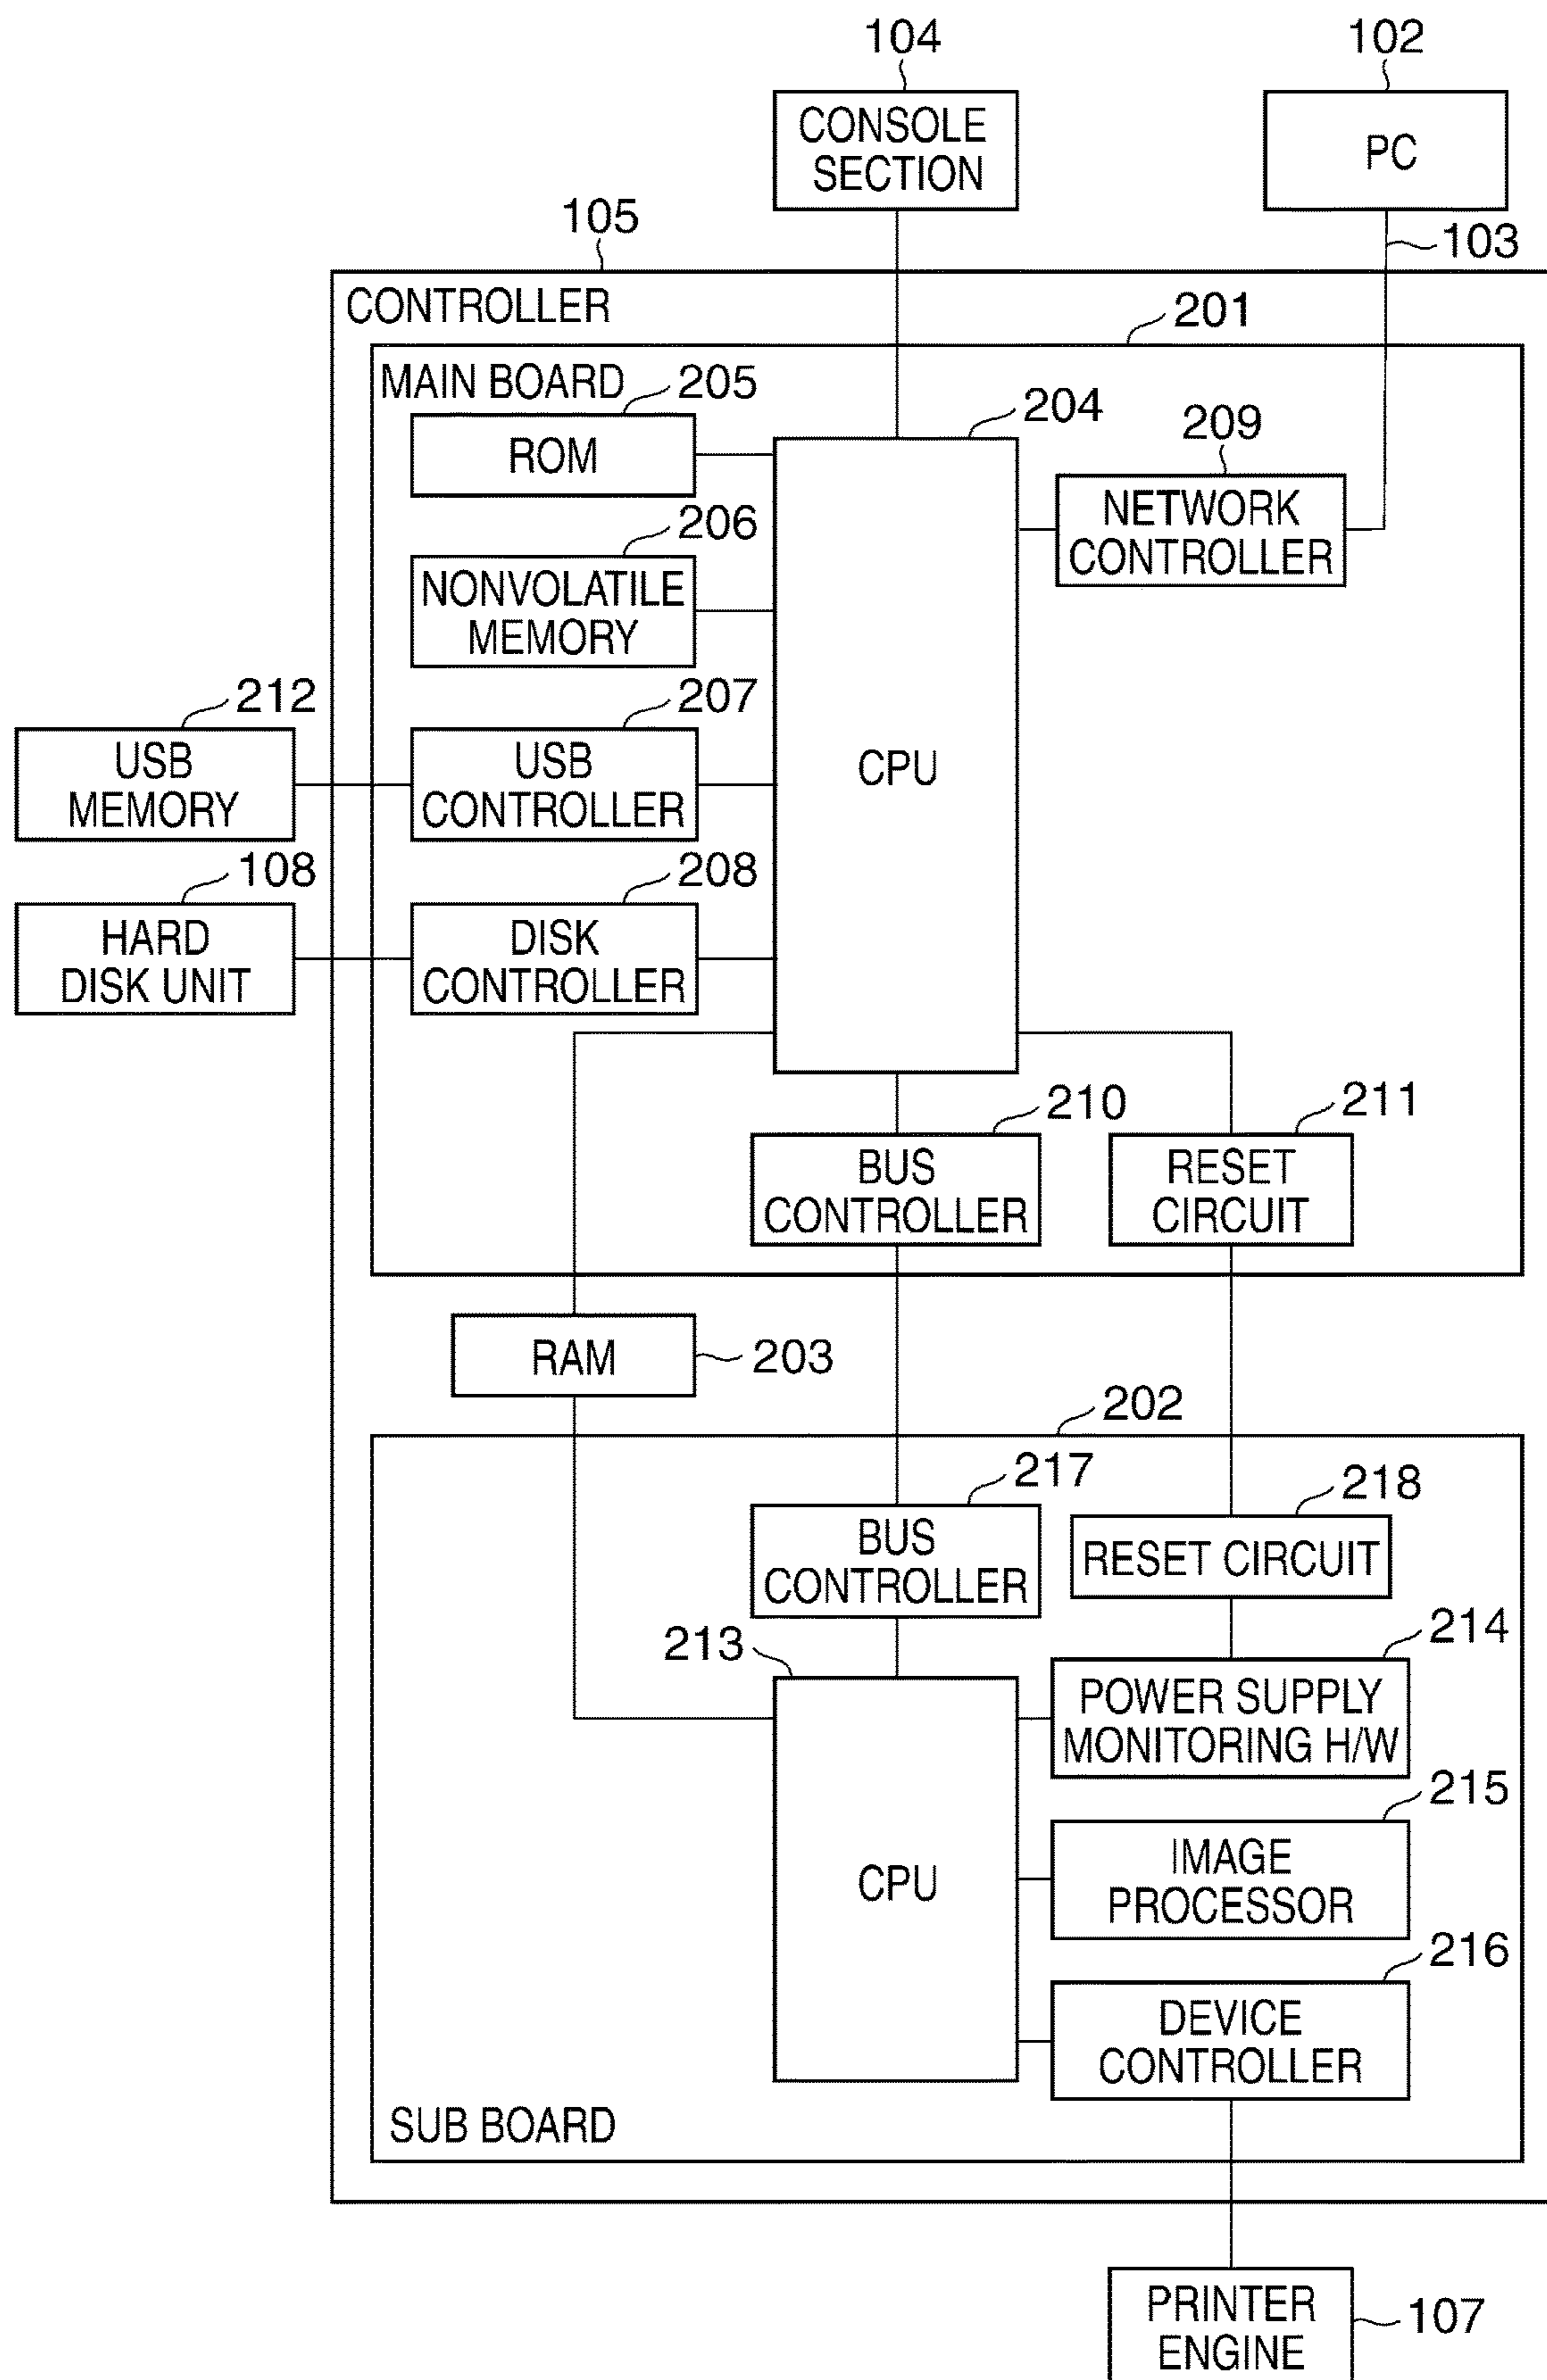 104
102
CONSOLE
SECTION
PC
105
103
CONTROLLER
201
MAIN BOARD
205
204
209
ROM
NETWORK
CONTROLLER
206
NONVOLATILE
MEMORY
212
207
USB
MEMORY
USB
CONTROLLER
CPU
108
208
HARD
DISK UNIT
DISK
CONTROLLER
210
211
BUS
CONTROLLER
RESET
CIRCUIT
RAM
203
202
217
218
BUS
CONTROLLER
RESET CIRCUIT
213
214
POWER SUPPLY
MONITORING H/W
215
CPU
IMAGE
PROCESSOR
216
DEVICE
CONTROLLER
SUB BOARD
PRINTER
ENGINE
107